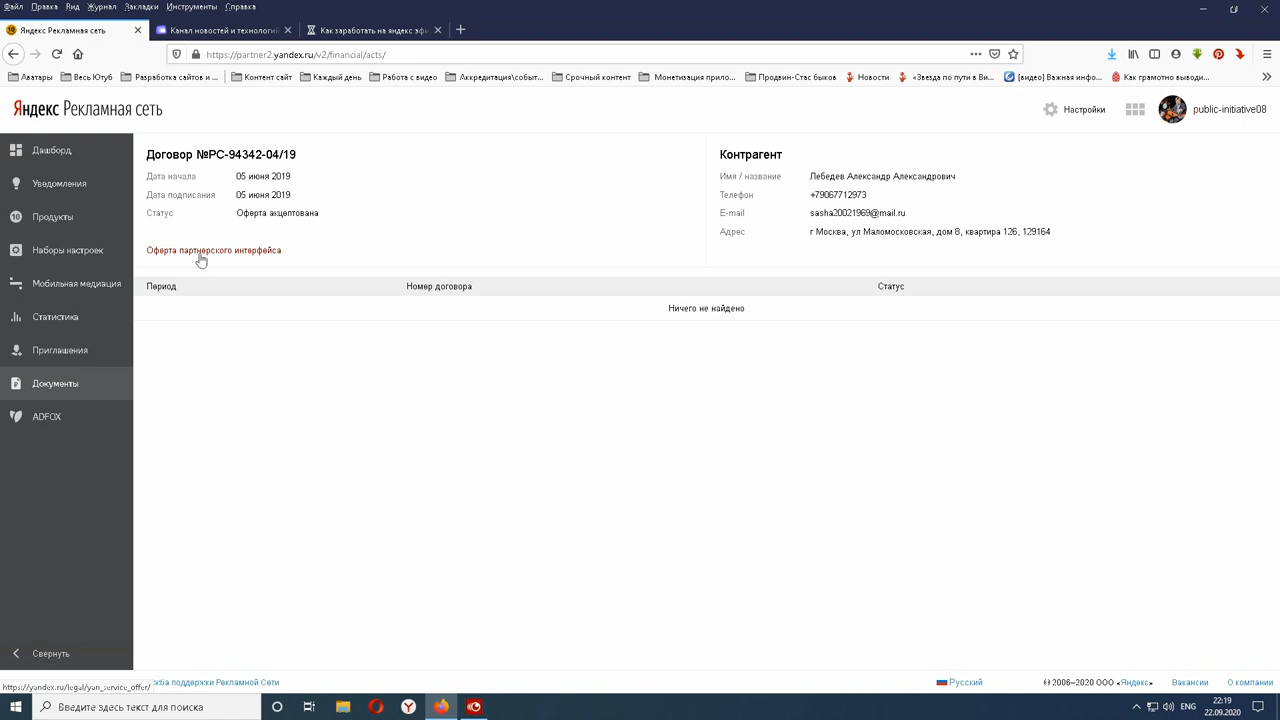 Файл Правка Вид Журнал Закладки Инструменты Справка
Яндекс Рекламная сеть
Канал новостей и технологий
Как заработать на яндекс эфи
https://partner2.yandex.ru/v2/financial/acts/
Аватары Весь Ютуб Разработка сайтов и ... Контент сайт Каждый день Работа с видео Аккредитация\событ... Срочный контент Монетизация прило... Продвин-Стас быков Новости «Звезда по пути в Ви... [видео] Важная инфо... Как грамотно выводи...
Яндекс Рекламная сеть
Настройки
public-initiative08
Дашборд
Уведомления
Продукты
Наборы настроек
Мобильная медиация
Статистика
Приглашения
Документы
ADFOX
Свернуть
Договор №РС-94342-04/19
Дата начала 05 июня 2019
Дата подписания 05 июня 2019
Статус Оферта акцептована
Оферта партнерского интерфейса
Контрагент
Имя / название Лебедев Александр Александрович
Телефон +79067712973
E-mail sasha20021969@mail.ru
Адрес г Москва, ул Маломосковская, дом 8, квартира 126, 129164
Период Номер договора Статус
Ничего не найдено
https://yandex.ru/legal/yan_service_offer/
жба поддержки Рекламной Сети
Русский
© 2006–2020 ООО «Яндекс»
Вакансии
О компании
Введите здесь текст для поиска
ENG
22:19
22.09.2020